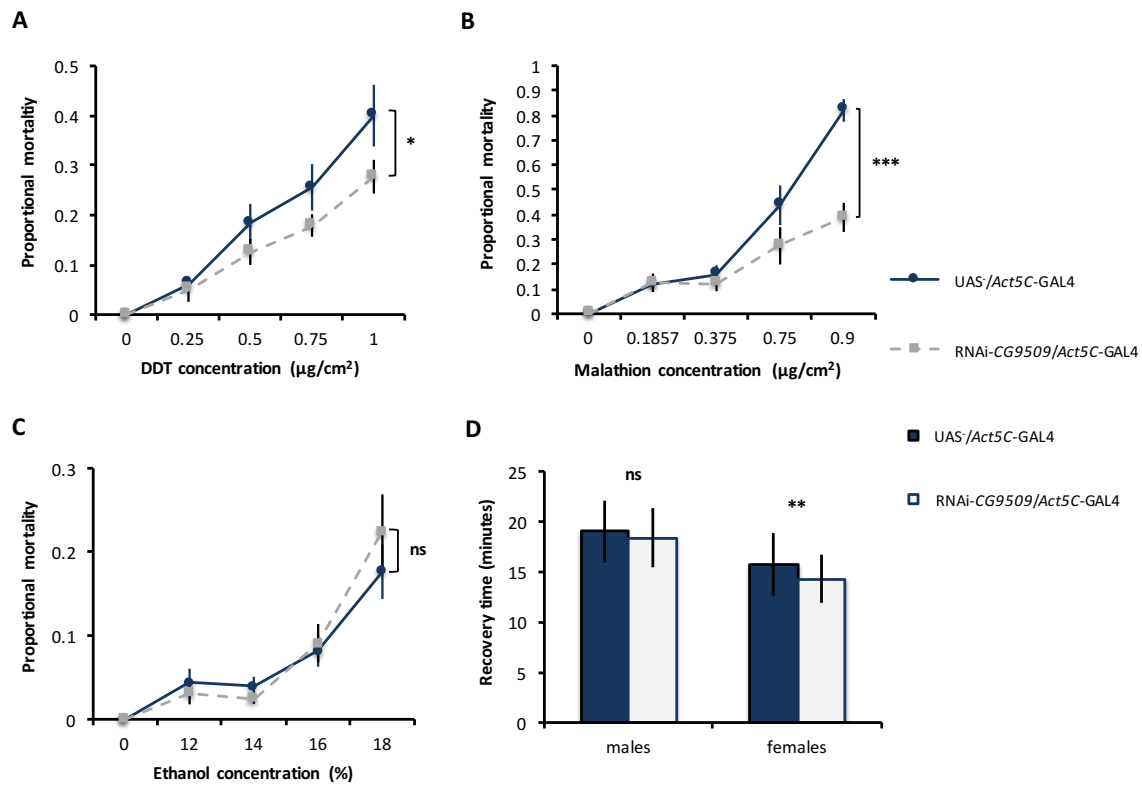 A
Proportional mortaltiy
0.5
0.4
0.3
0.2
0.1
0
*
0 0.25 0.5 0.75 1
DDT concentration (μg/cm²)
B
Proportional mortality
1
0.9
0.8
0.7
0.6
0.5
0.4
0.3
0.2
0.1
0
***
0 0.1857 0.375 0.75 0.9
Malathion concentration (μg/cm²)
UAS⁻/Act5C-GAL4
RNAi-CG9509/Act5C-GAL4
C
Proportional mortality
0.3
0.2
0.1
0
ns
0 12 14 16 18
Ethanol concentration (%)
D
Recovery time (minutes)
25
20
15
10
5
0
ns
**
males females
UAS⁻/Act5C-GAL4
RNAi-CG9509/Act5C-GAL4